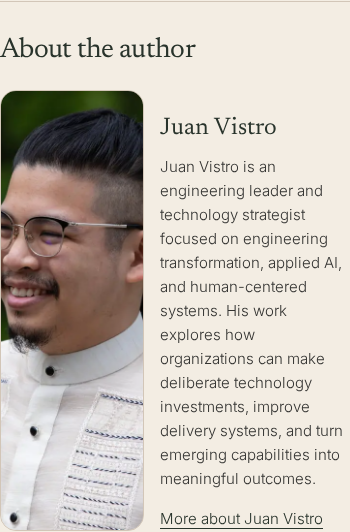 About the author
Juan Vistro
Juan Vistro is an
engineering leader and
technology strategist
focused on engineering
transformation, applied AI,
and human-centered
systems. His work
explores how
organizations can make
deliberate technology
investments, improve
delivery systems, and turn
emerging capabilities into
meaningful outcomes.
More about Juan Vistro